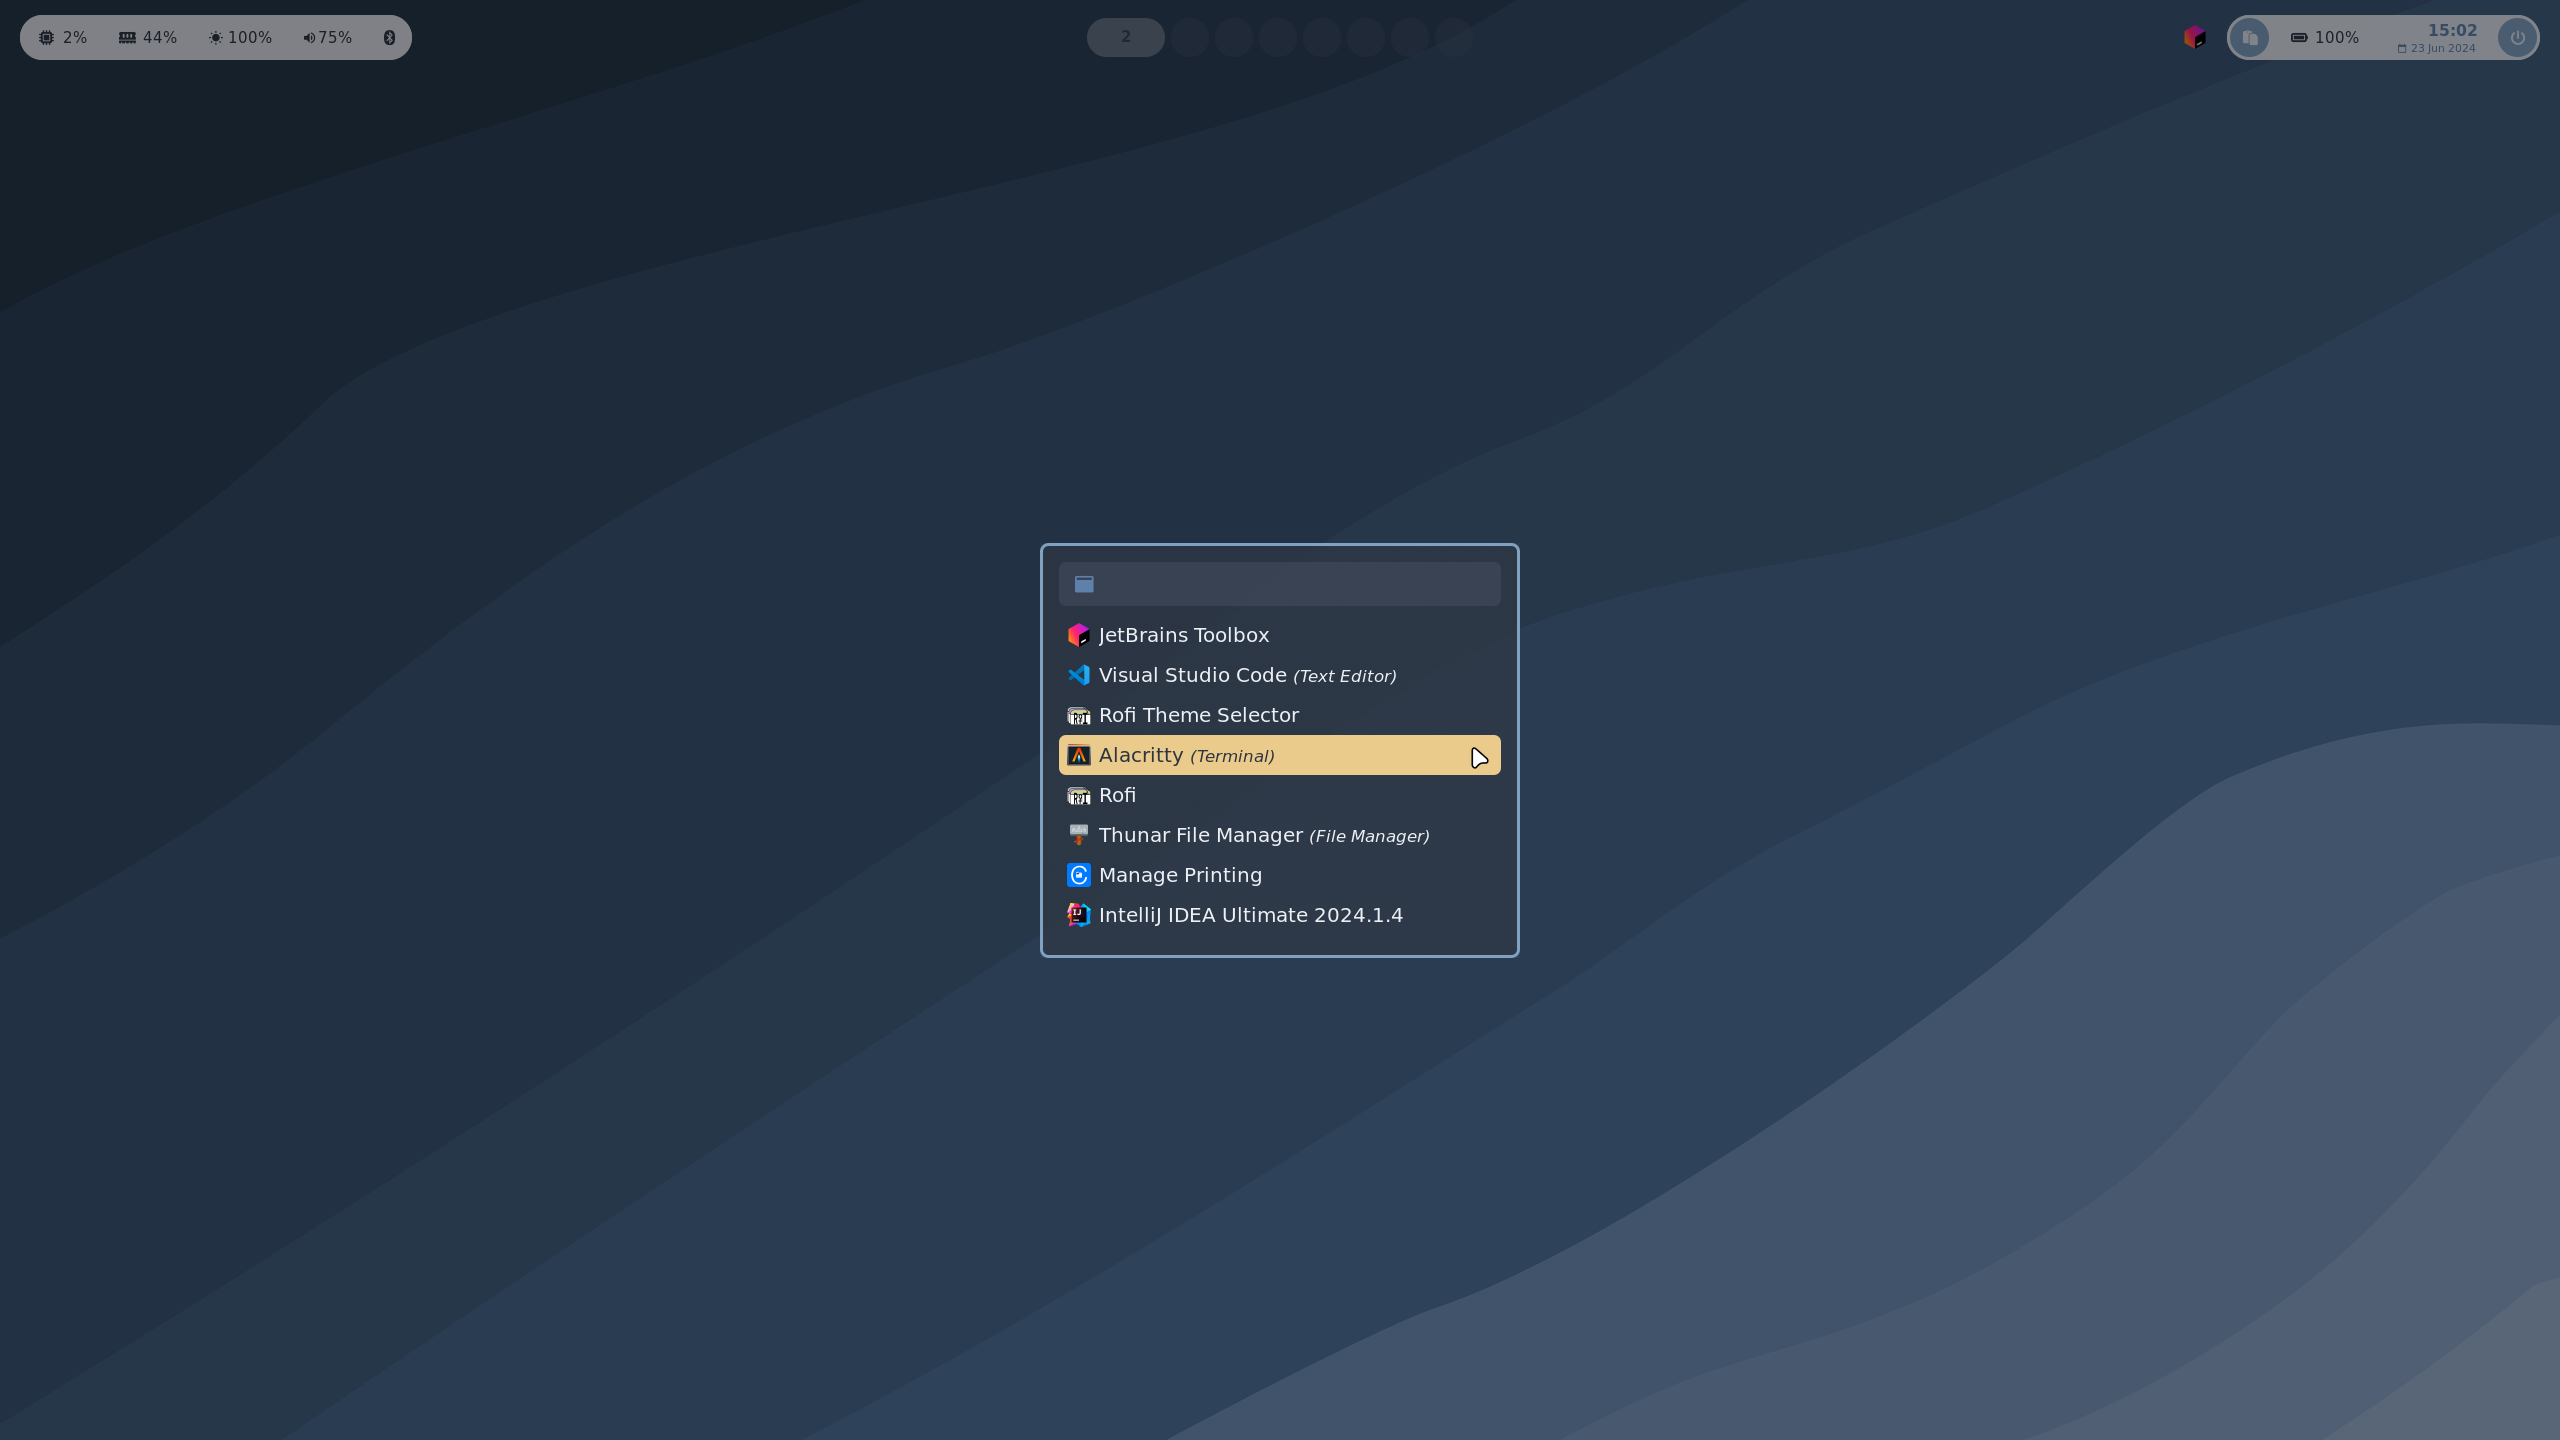 2% 44% 100% 75%
2
100%
15:02
23 Jun 2024
JetBrains Toolbox
Visual Studio Code (Text Editor)
Rofi Theme Selector
Alacritty (Terminal)
Rofi
Thunar File Manager (File Manager)
Manage Printing
IntelliJ IDEA Ultimate 2024.1.4